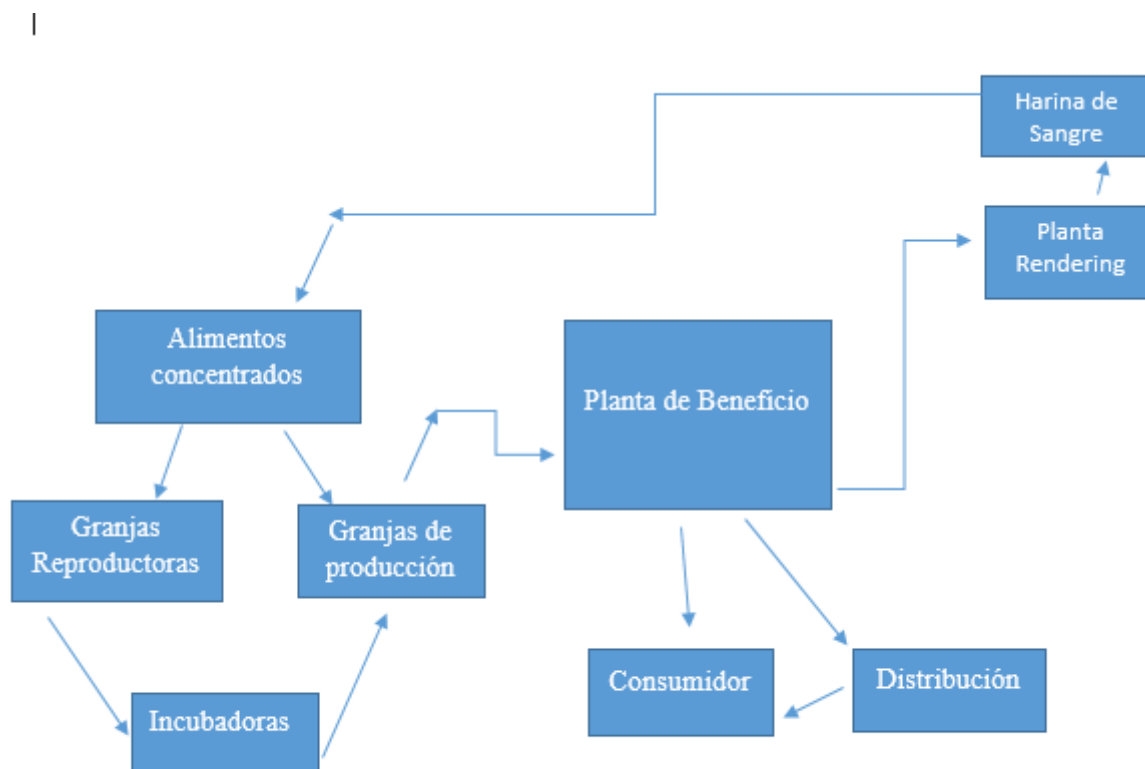 Harina de
Sangre
Planta
Rendering
Alimentos
concentrados
Planta de Beneficio
Granjas
Reproductoras
Granjas de
producción
Consumidor
Distribución
Incubadoras